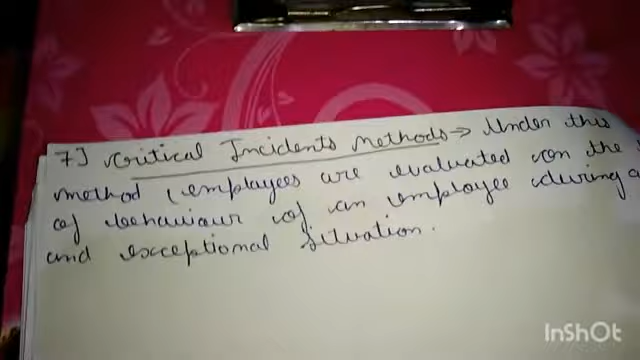 7] Critical Incidents Methods → Under this
method, employees are evaluated on the
of behaviour of an employee during a
and exceptional situation.
InShOt